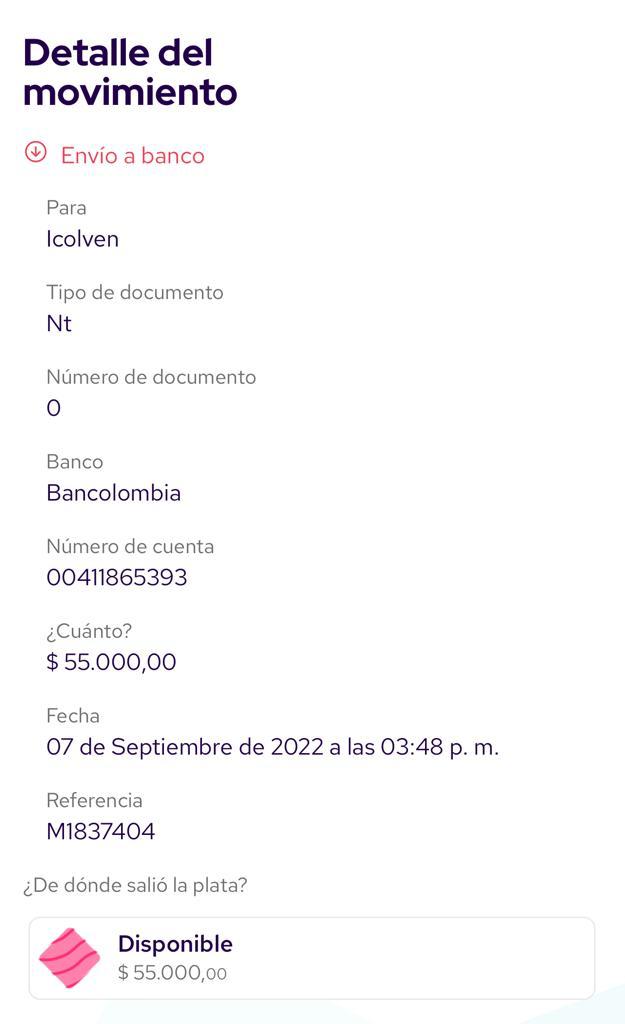 Detalle del
movimiento
Envío a banco
Para
Icolven
Tipo de documento
Nt
Número de documento
0
Banco
Bancolombia
Número de cuenta
00411865393
¿Cuánto?
$ 55.000,00
Fecha
07 de Septiembre de 2022 a las 03:48 p. m.
Referencia
M1837404
¿De dónde salió la plata?
Disponible
$ 55.000,00